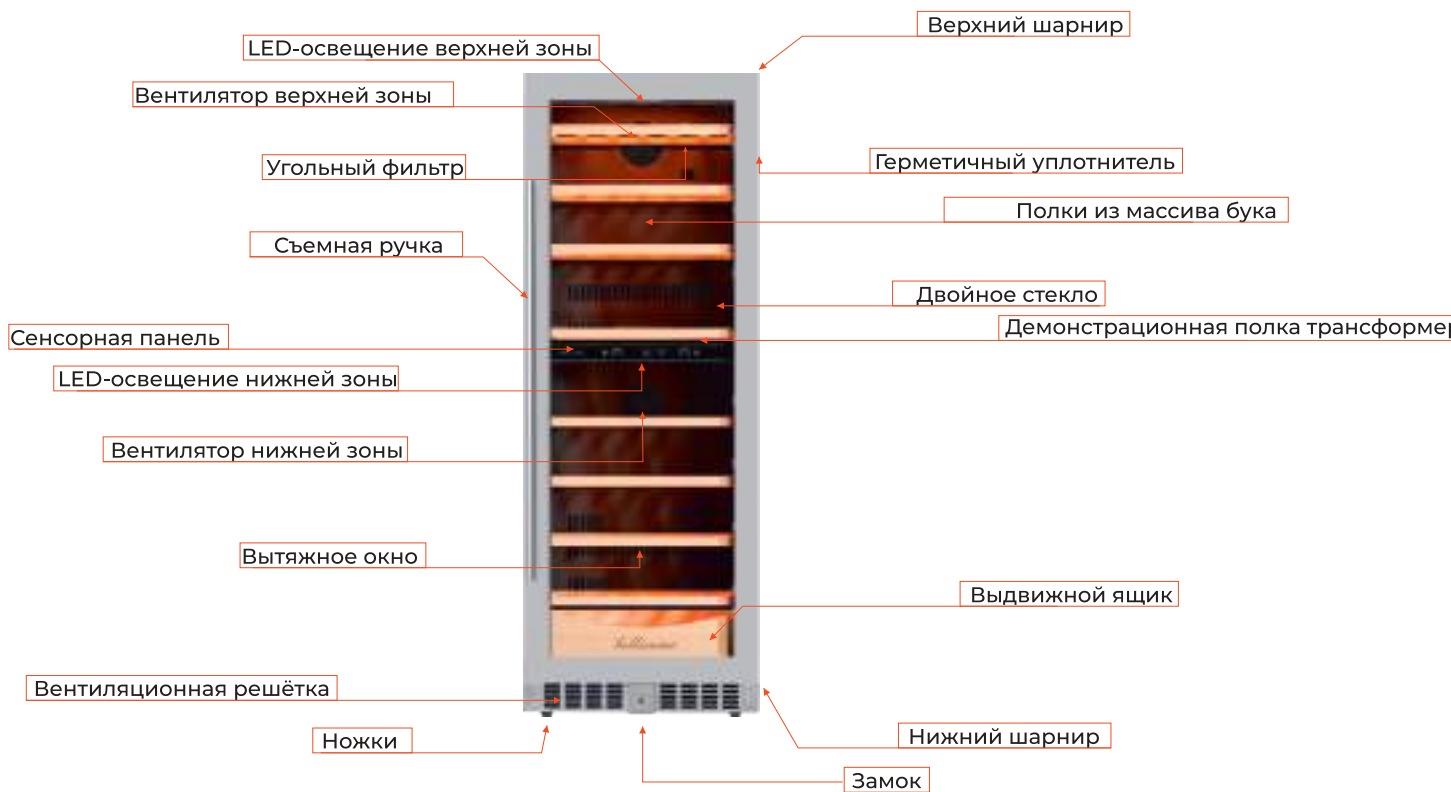 Верхний шарнир
LED-освещение верхней зоны
Вентилятор верхней зоны
Угольный фильтр
Герметичный уплотнитель
Полки из массива бука
Съемная ручка
Двойное стекло
Демонстрационная полка трансформер
Сенсорная панель
LED-освещение нижней зоны
Вентилятор нижней зоны
Вытяжное окно
Выдвижной ящик
Вентиляционная решётка
Ножки
Нижний шарнир
Замок